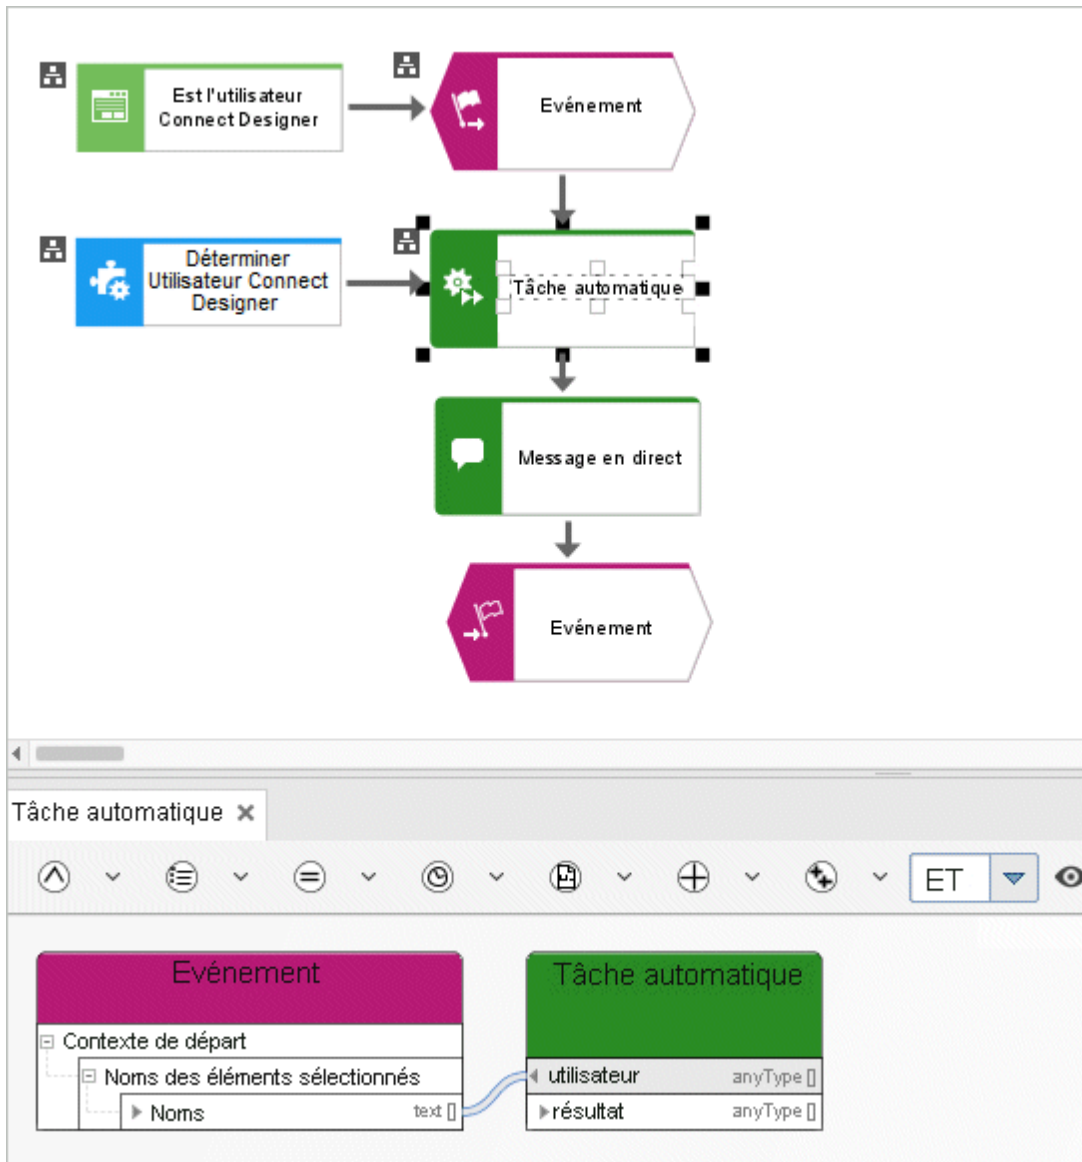 Est l'utilisateur
Connect Designer
Evénement
Déterminer
Utilisateur Connect
Designer
Tâche automatique
Message en direct
Evénement
Tâche automatique
ET
Evénement
Tâche automatique
Contexte de départ
Noms des éléments sélectionnés
utilisateur anyType []
Noms text []
résultat anyType []